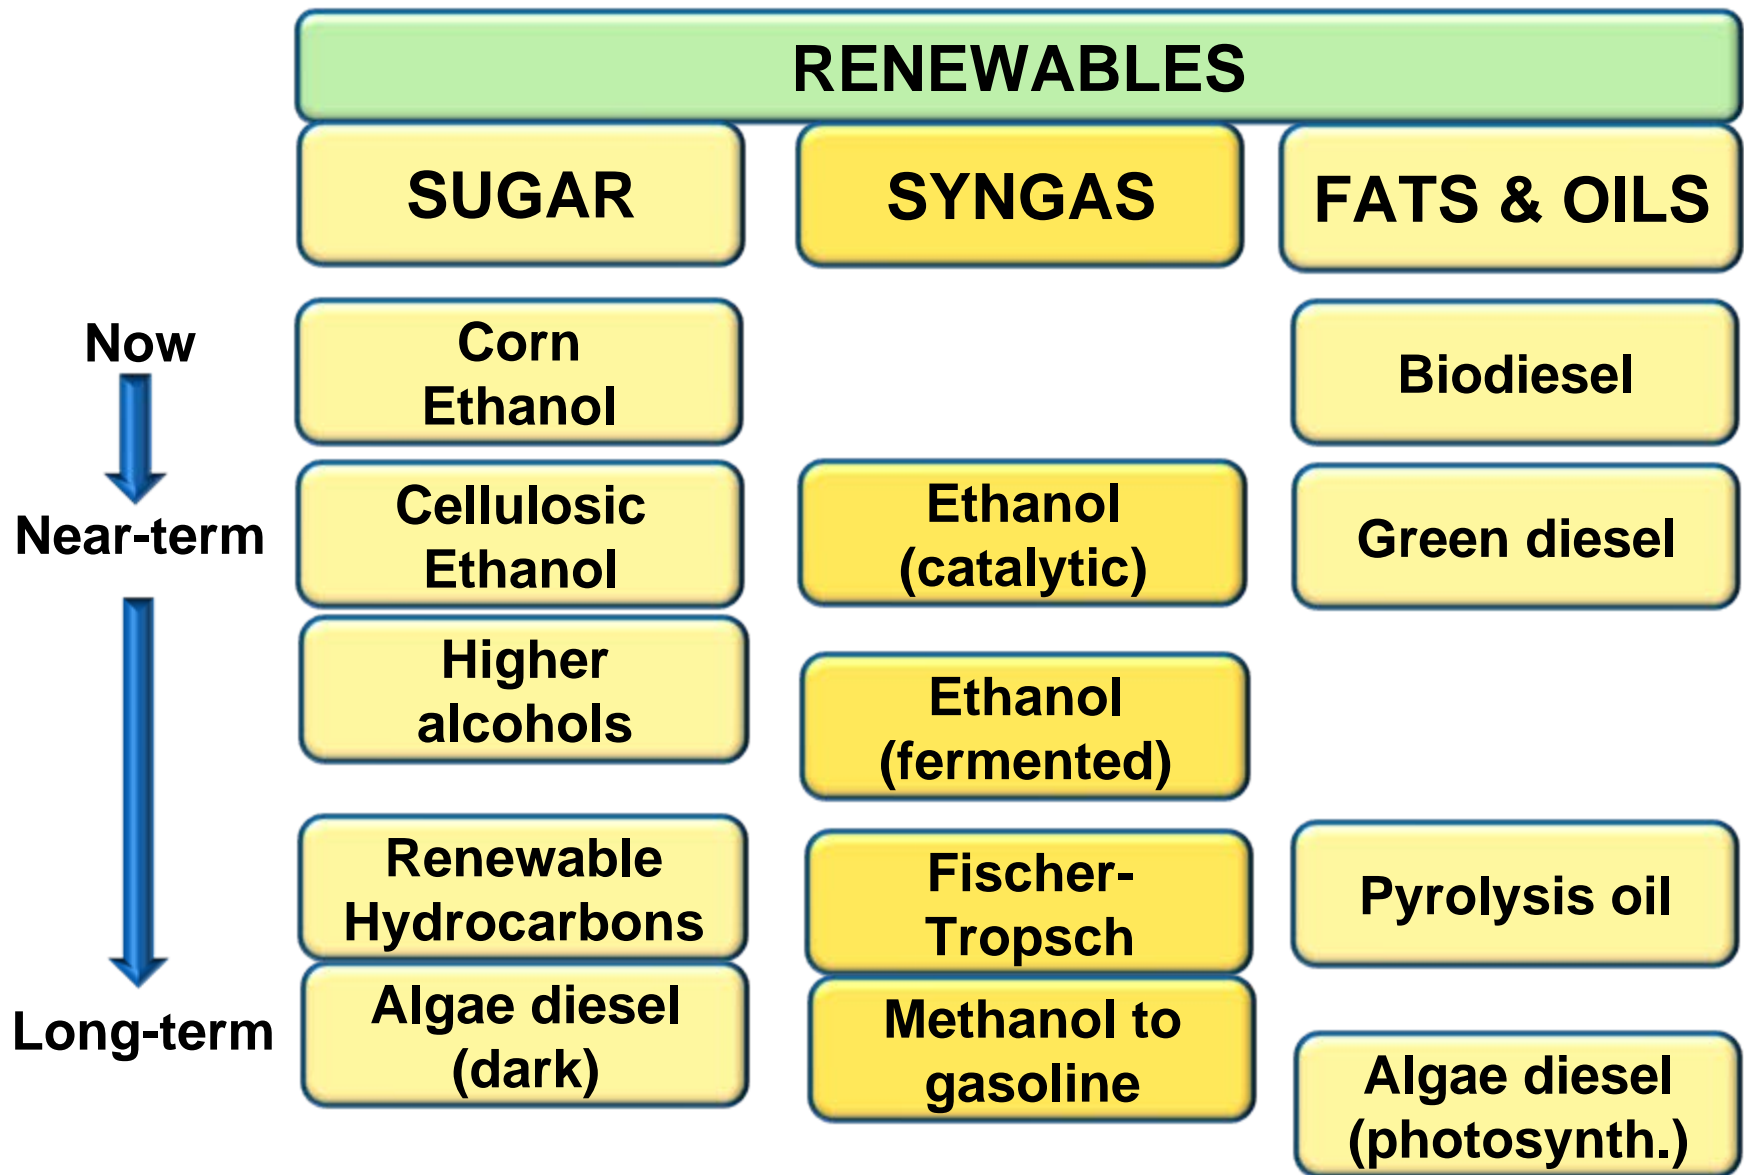 RENEWABLES
SUGAR
SYNGAS
FATS & OILS
Now
Corn
Ethanol
Biodiesel
Near-term
Cellulosic
Ethanol
Ethanol
(catalytic)
Green diesel
Higher
alcohols
Ethanol
(fermented)
Renewable
Hydrocarbons
Fischer-
Tropsch
Pyrolysis oil
Long-term
Algae diesel
(dark)
Methanol to
gasoline
Algae diesel
(photosynth.)